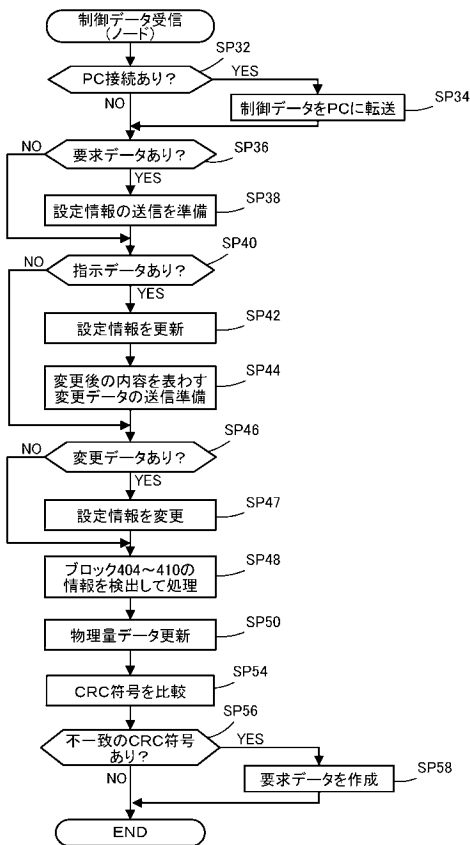 制御データ受信
(ノード)
SP32
PC接続あり？
YES
NO
SP34
制御データをPCに転送
NO
要求データあり？
SP36
YES
設定情報の送信を準備
SP38
SP40
NO
指示データあり？
YES
設定情報を更新
SP42
変更後の内容を表わす
変更データの送信準備
SP44
SP46
NO
変更データあり？
YES
設定情報を変更
SP47
ブロック404〜410の
情報を検出して処理
SP48
物理量データ更新
SP50
CRC符号を比較
SP54
SP56
不一致のCRC符号
あり？
YES
NO
要求データを作成
SP58
END